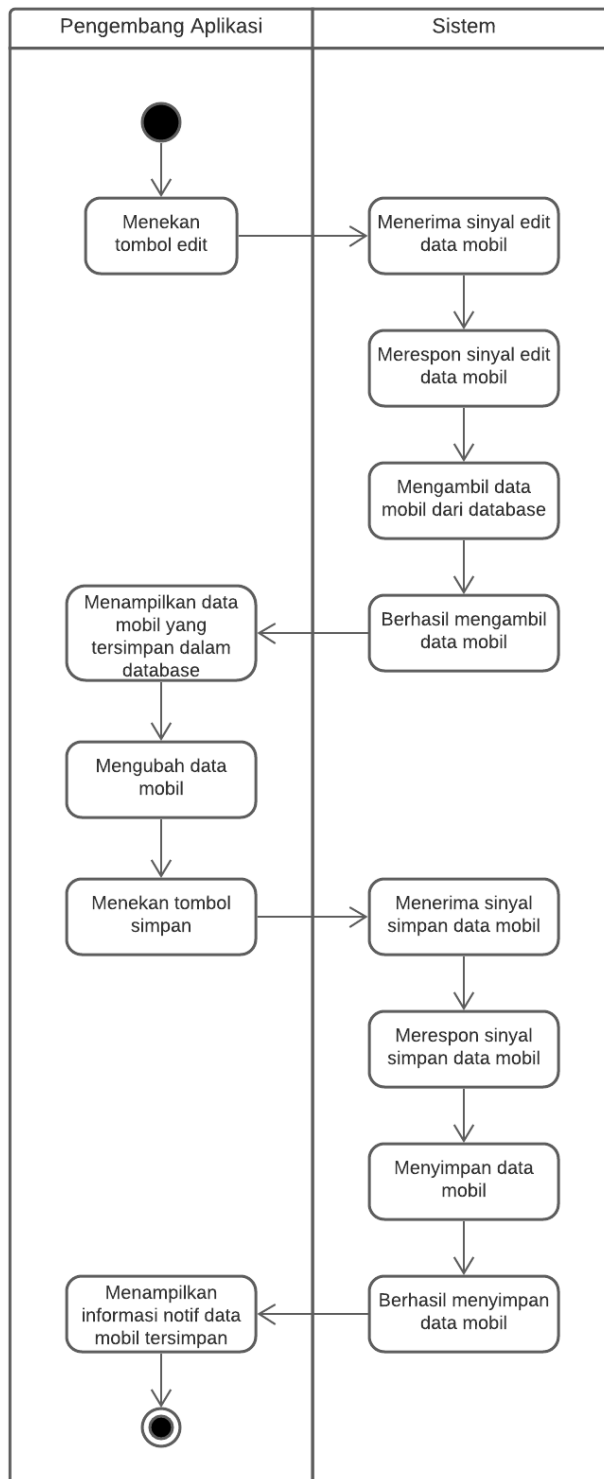 Pengembang Aplikasi
Sistem
Menekan
tombol edit
Menerima sinyal edit
data mobil
Merespon sinyal edit
data mobil
Mengambil data
mobil dari database
Berhasil mengambil
data mobil
Menampilkan data
mobil yang
tersimpan dalam
database
Mengubah data
mobil
Menekan tombol
simpan
Menerima sinyal
simpan data mobil
Merespon sinyal
simpan data mobil
Menyimpan data
mobil
Berhasil menyimpan
data mobil
Menampilkan
informasi notif data
mobil tersimpan